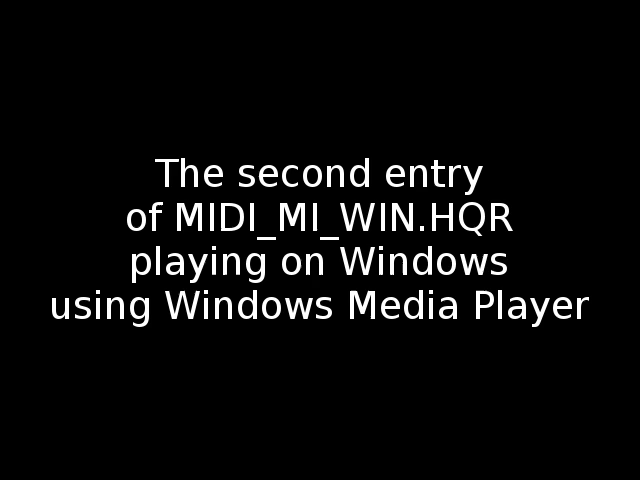 The second entry
of MIDI_MI_WIN.HQR
playing on Windows
using Windows Media Player